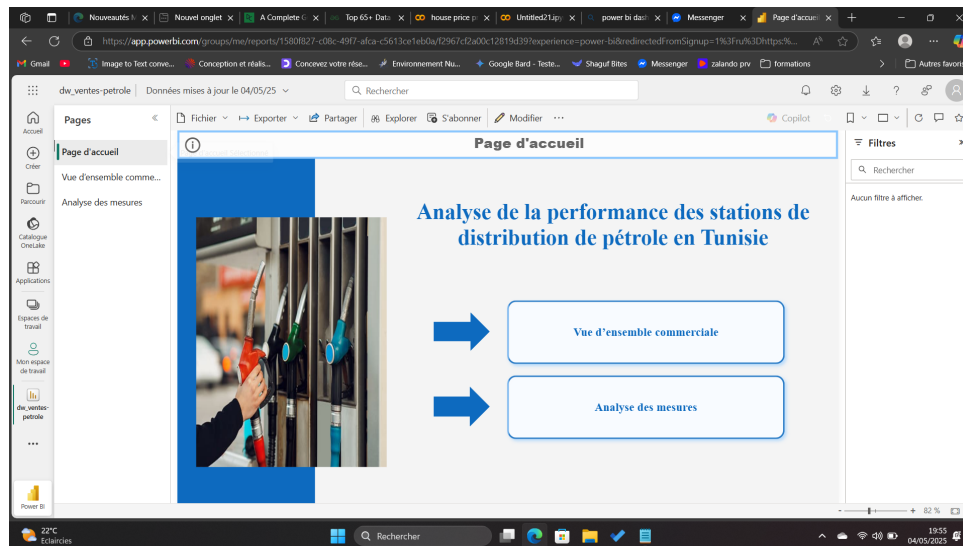 Nouveautés M
Nouvel onglet
A Complete G
Top 65+ Data
house price pr
Untitled21.ipy
power bi dash
Messenger
Page d'accueil
https://app.powerbi.com/groups/me/reports/1580f827-c08c-49f7-afca-c5613ce1eb0a/f2967cf2a00c12819d39?experience=power-bi&redirectedFromSignup=1%3Fru%3Dhttps:%...
Gmail
Image to Text conve...
Conception et réalis...
Concevez votre rése...
Environnement Nu...
Google Bard - Teste...
Shaguf Bites
Messenger
zalando prv
formations
Autres favoris
dw_ventes-petrole
Données mises à jour le 04/05/25
Rechercher
Accueil
Créer
Parcourir
Catalogue
OneLake
Applications
Espaces de
travail
Mon espace
de travail
dw_ventes-
petrole
Power BI
Pages
Page d'accueil
Vue d'ensemble comme...
Analyse des mesures
Fichier
Exporter
Partager
Explorer
S'abonner
Modifier
Copilot
Page d'accueil
Analyse de la performance des stations de
distribution de pétrole en Tunisie
Vue d'ensemble commerciale
Analyse des mesures
Filtres
Rechercher
Aucun filtre à afficher.
82 %
22°C
Eclaircies
Rechercher
19:55
04/05/2025